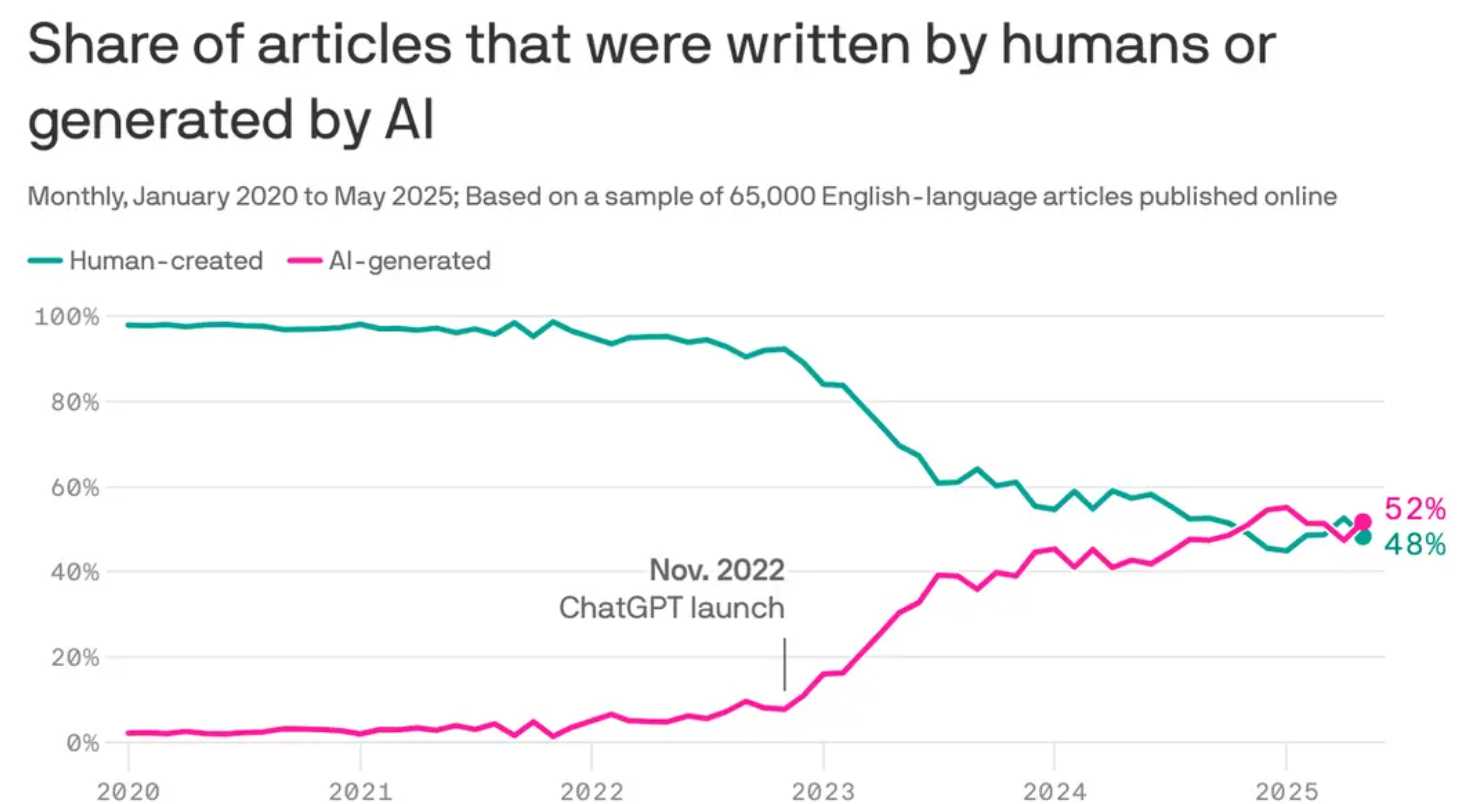 Share of articles that were written by humans or
generated by AI
Monthly, January 2020 to May 2025; Based on a sample of 65,000 English-language articles published online
Human-created AI-generated
100%
80%
60%
52%
48%
40%
Nov. 2022
ChatGPT launch
20%
0%
2020 2021 2022 2023 2024 2025